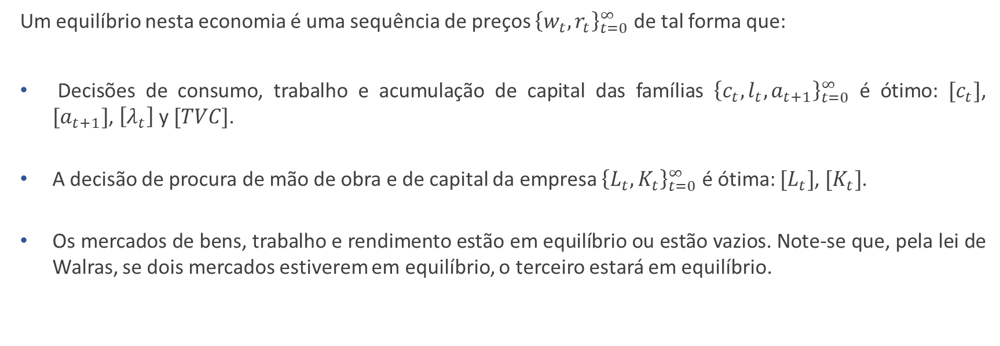 Um equilíbrio nesta economia é uma sequência de preços {w_t, r_t}_{t=0}^∞ de tal forma que:
• Decisões de consumo, trabalho e acumulação de capital das famílias {c_t, l_t, a_{t+1}}_{t=0}^∞ é ótimo: [c_t],
[a_{t+1}], [λ_t] y [TVC].
• A decisão de procura de mão de obra e de capital da empresa {L_t, K_t}_{t=0}^∞ é ótima: [L_t], [K_t].
• Os mercados de bens, trabalho e rendimento estão em equilíbrio ou estão vazios. Note-se que, pela lei de
Walras, se dois mercados estiverem em equilíbrio, o terceiro estará em equilíbrio.